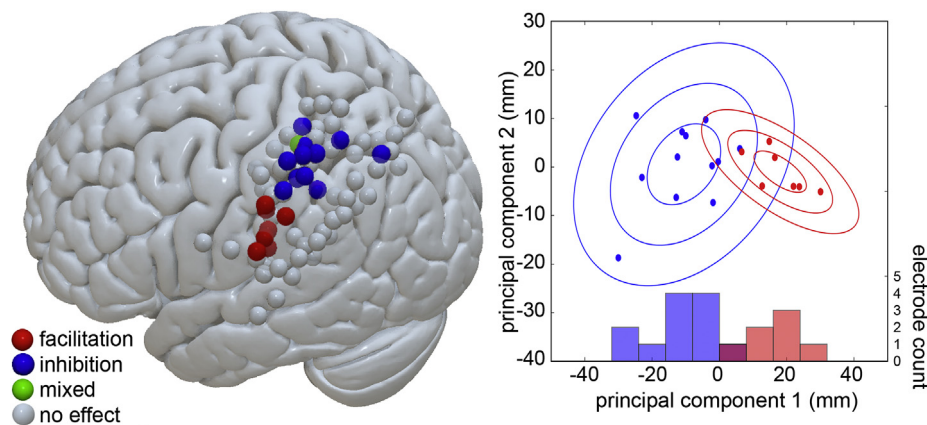 facilitation
inhibition
mixed
no effect
30
20
10
0
-10
-20
-30
-40
principal component 2 (mm)
-40
-20
0
20
40
principal component 1 (mm)
5
4
3
2
1
0
electrode count